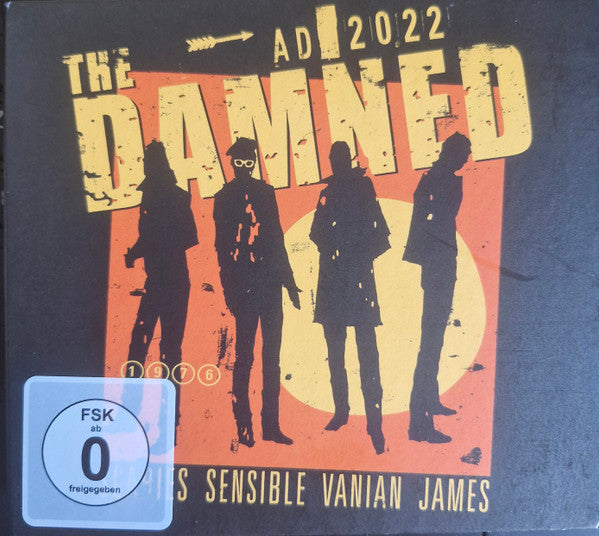 AD 2022
THE
DAMNED
1976
FSK
ab
0
freigegeben
SENSIBLE VANIAN JAMES